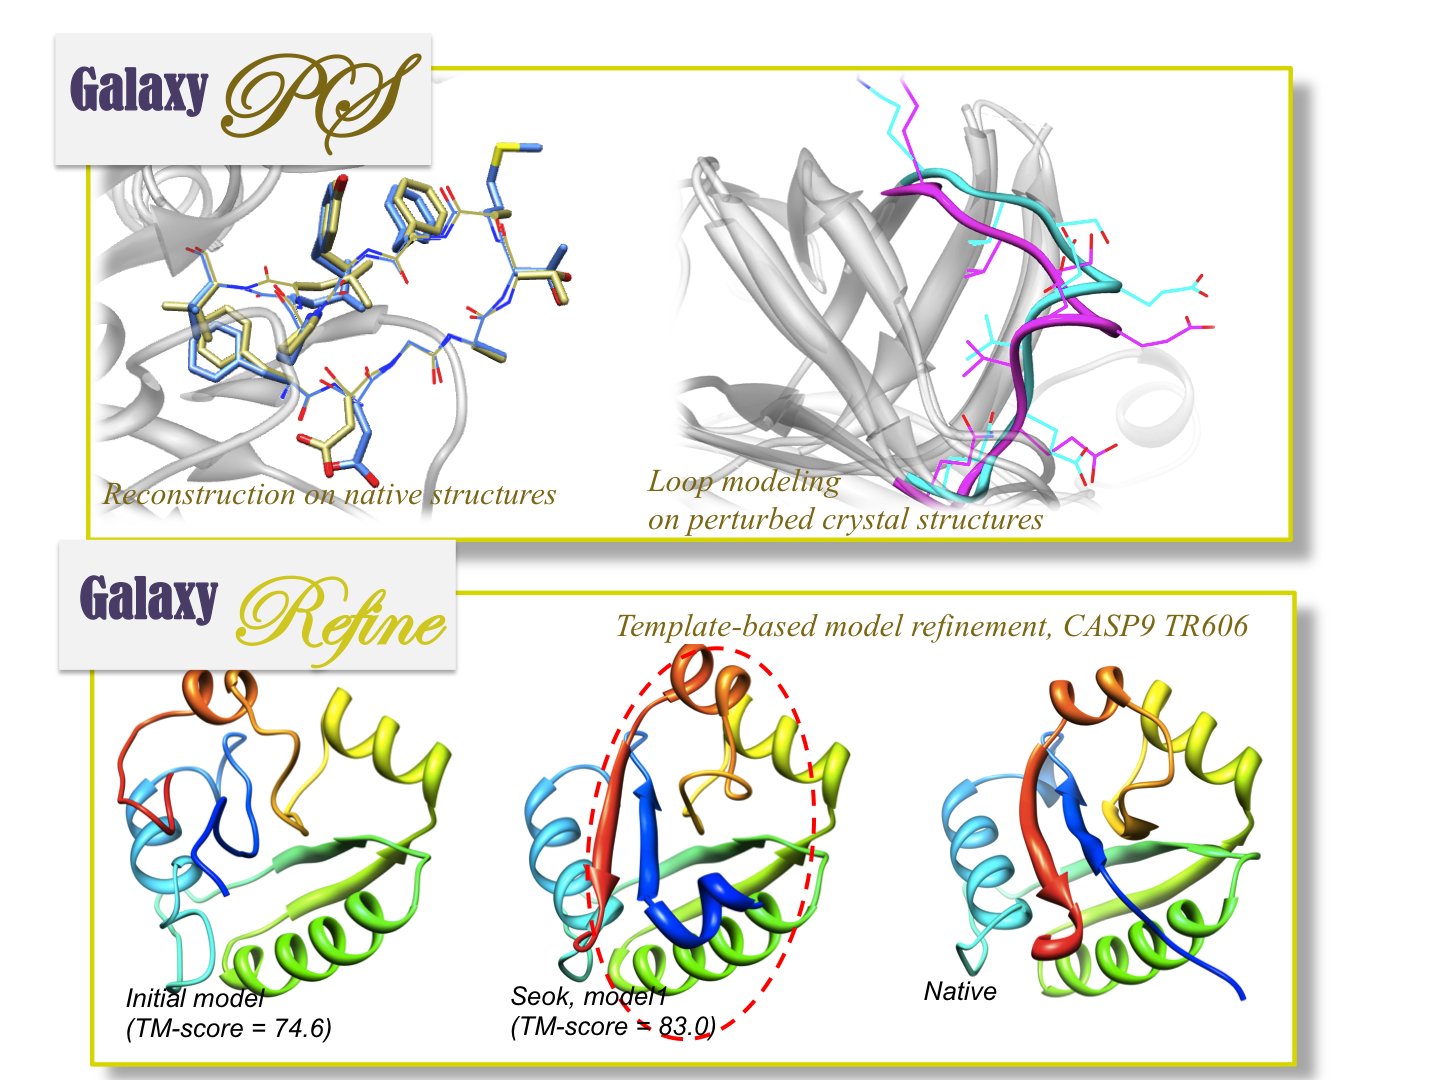 Galaxy PS
Reconstruction on native structures
Loop modeling
on perturbed crystal structures
Galaxy Refine
Template-based model refinement, CASP9 TR606
Initial model
(TM-score = 74.6)
Seok, model1
(TM-score = 83.0)
Native